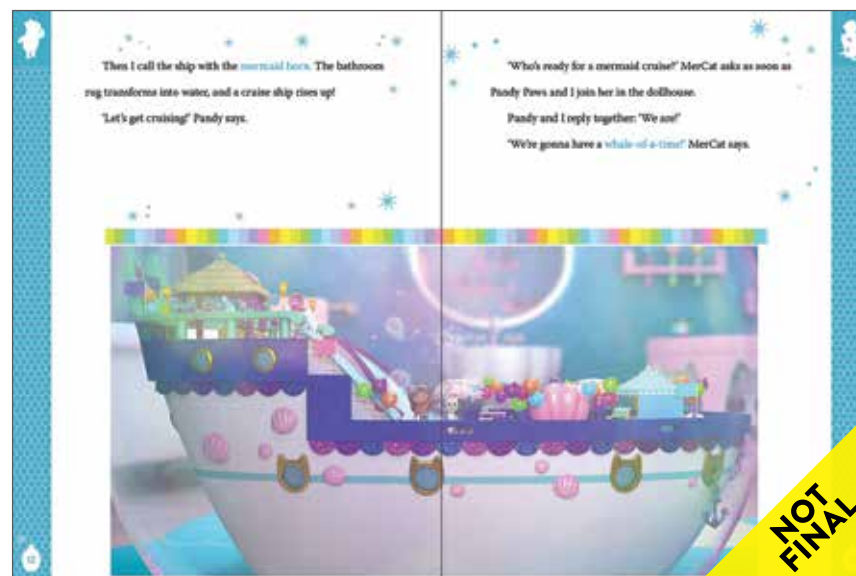 Then I call the ship with the mermaid horn. The bathroom
rug transforms into water, and a cruise ship rises up!
'Let's get cruising!' Pandy says.
'Who's ready for a mermaid cruise?' MerCat asks as soon as
Pandy Paws and I join her in the dollhouse.
Pandy and I reply together: 'We are!'
'We're gonna have a whale-of-a-time!' MerCat says.
12
NOT
FINAL